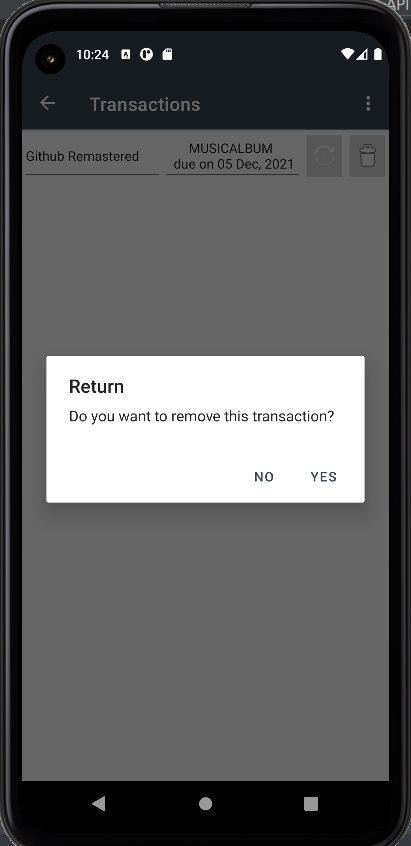 API
10:24
Transactions
Github Remastered
MUSICALBUM
due on 05 Dec, 2021
Return
Do you want to remove this transaction?
NO
YES